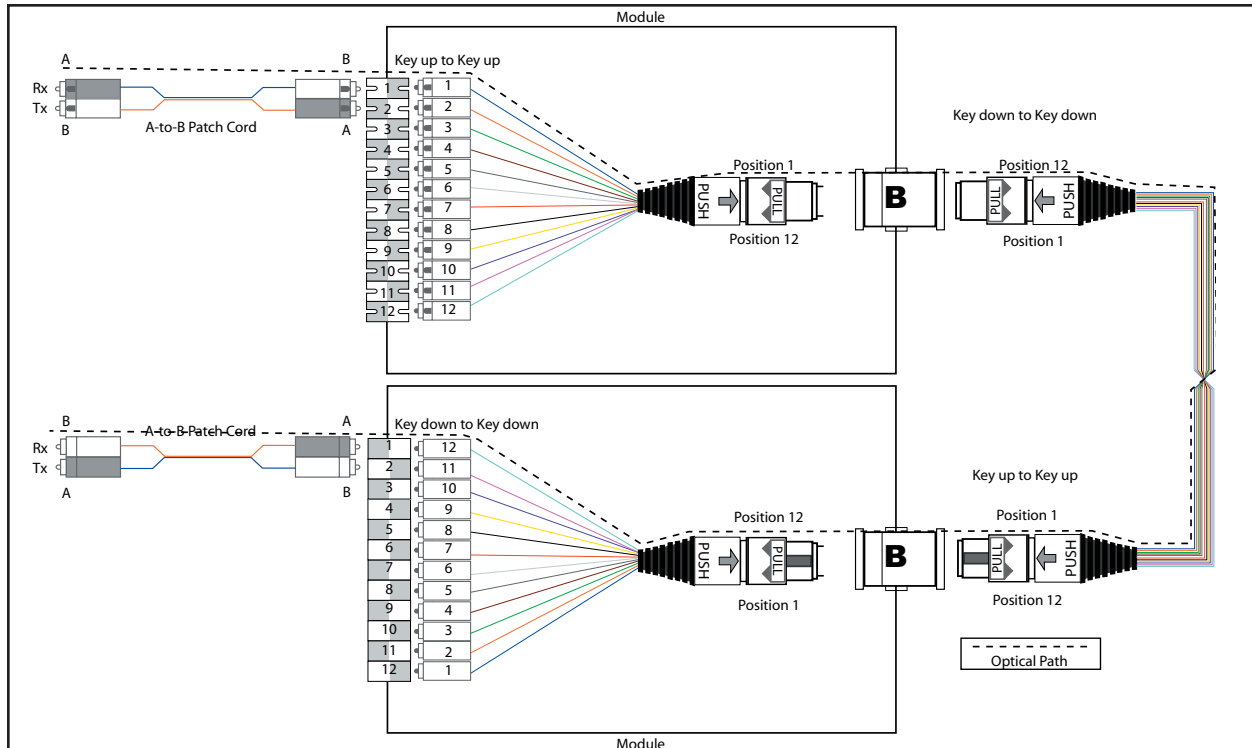 Module
A
B
Key up to Key up
Rx
Tx
B
A
A-to-B Patch Cord
1
2
3
4
5
6
7
8
9
10
11
12
1
2
3
4
5
6
7
8
9
10
11
12
Position 1
PUSH
PULL
Position 12
B
Key down to Key down
Position 12
PULL
PUSH
Position 1
B
A
A-to-B Patch Cord
Key down to Key down
Rx
Tx
A
B
1
2
3
4
5
6
7
8
9
10
11
12
12
11
10
9
8
7
6
5
4
3
2
1
Position 12
PUSH
PULL
Position 1
B
Key up to Key up
Position 1
PULL
PUSH
Position 12
Optical Path
Module